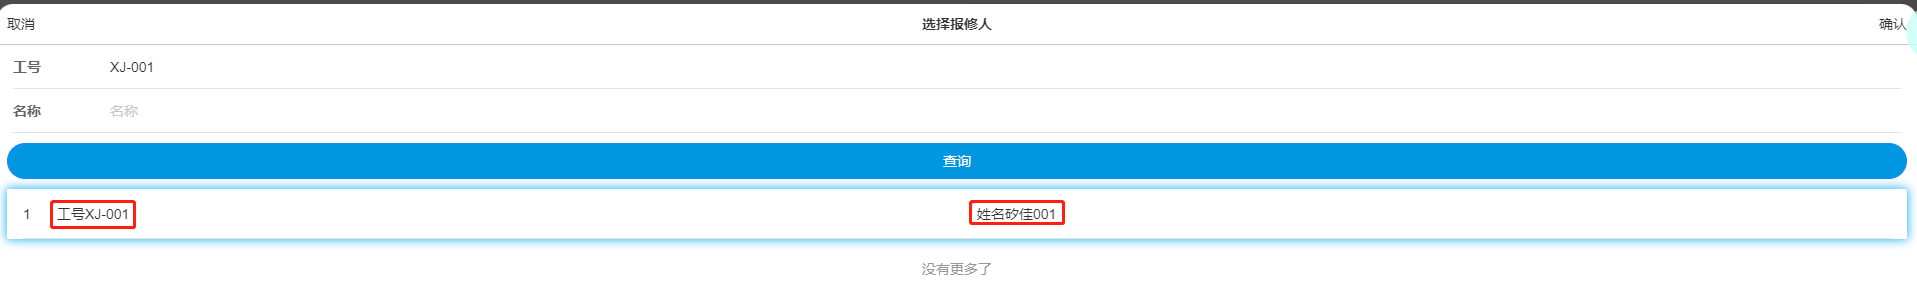 取消 选择报修人 确认
工号 XJ-001
名称 名称
查询
1 工号XJ-001 姓名矽佳001
没有更多了